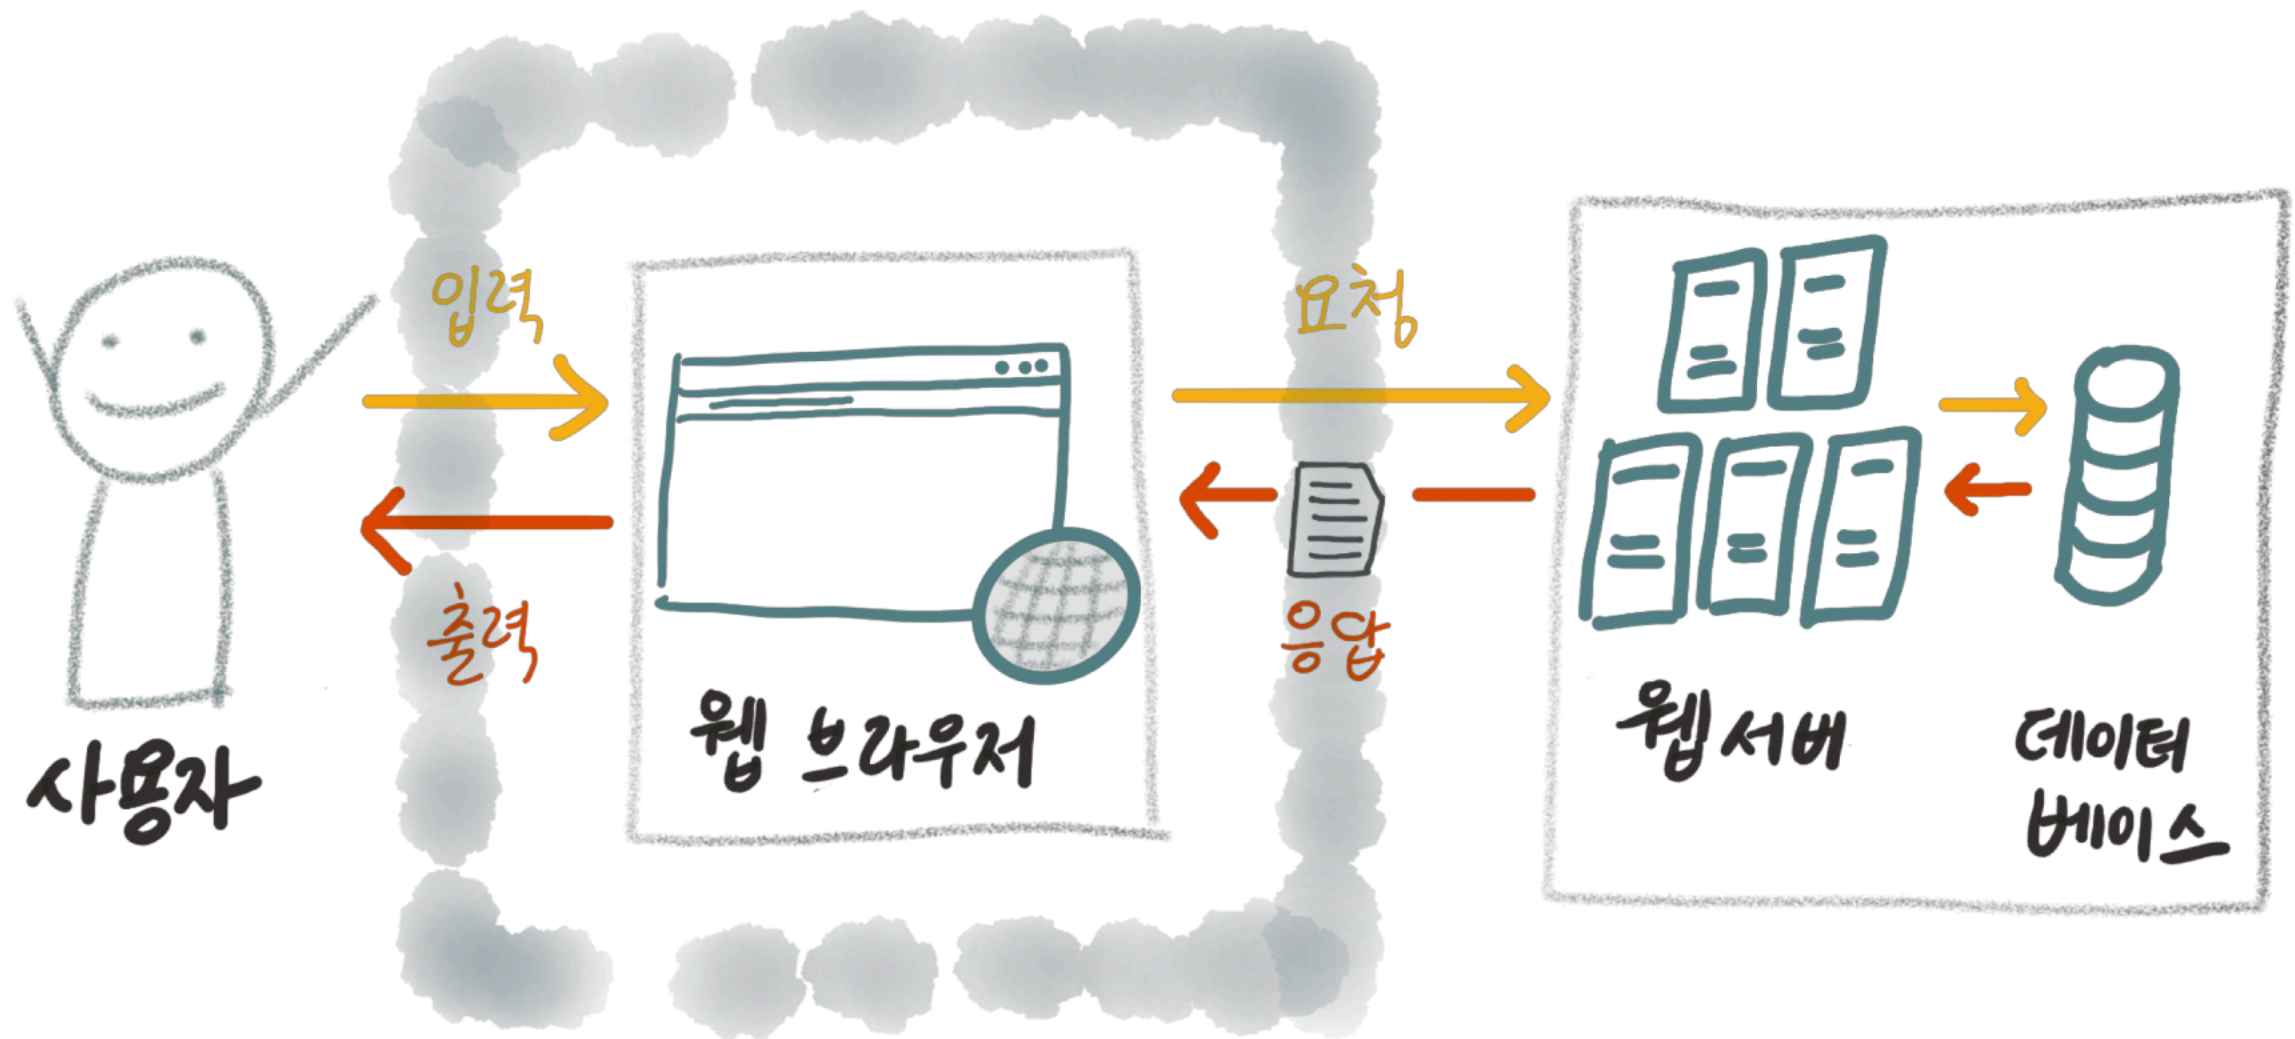 입력
요청
출력
응답
사용자
웹 브라우저
웹서버
데이터
베이스